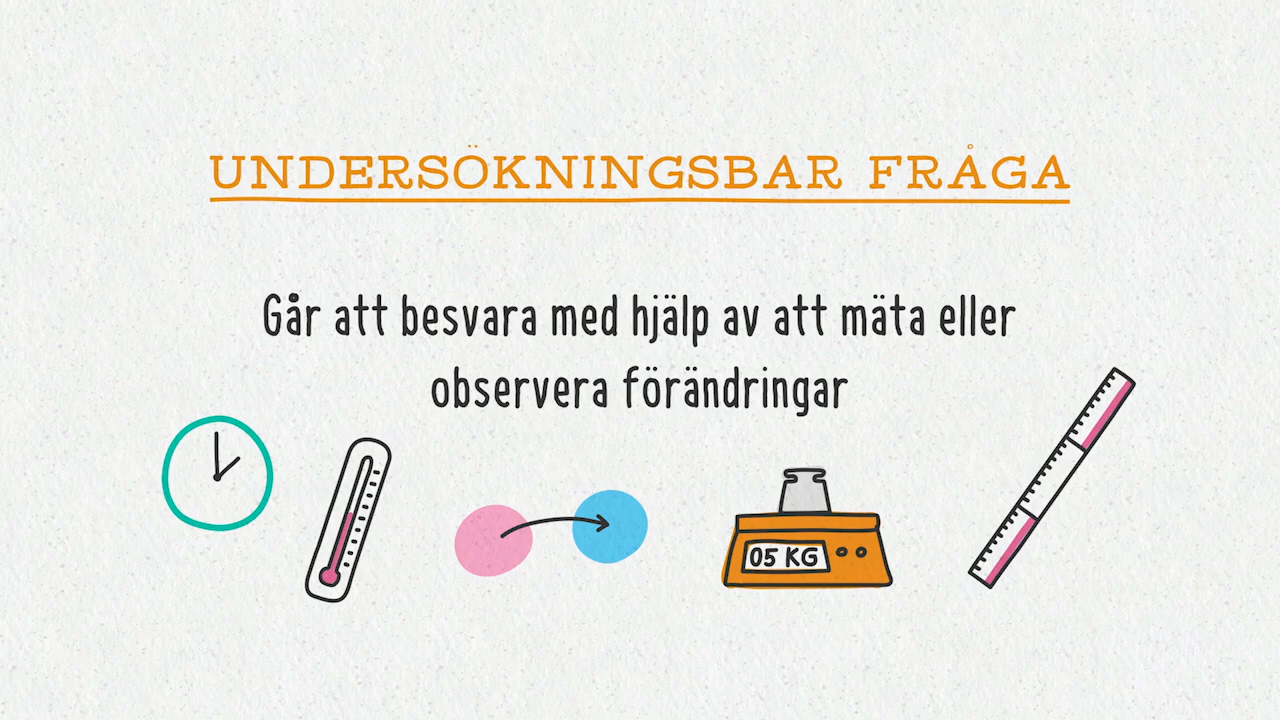 UNDERSÖKNINGSBAR FRÅGA
Går att besvara med hjälp av att mäta eller
observera förändringar
05 KG